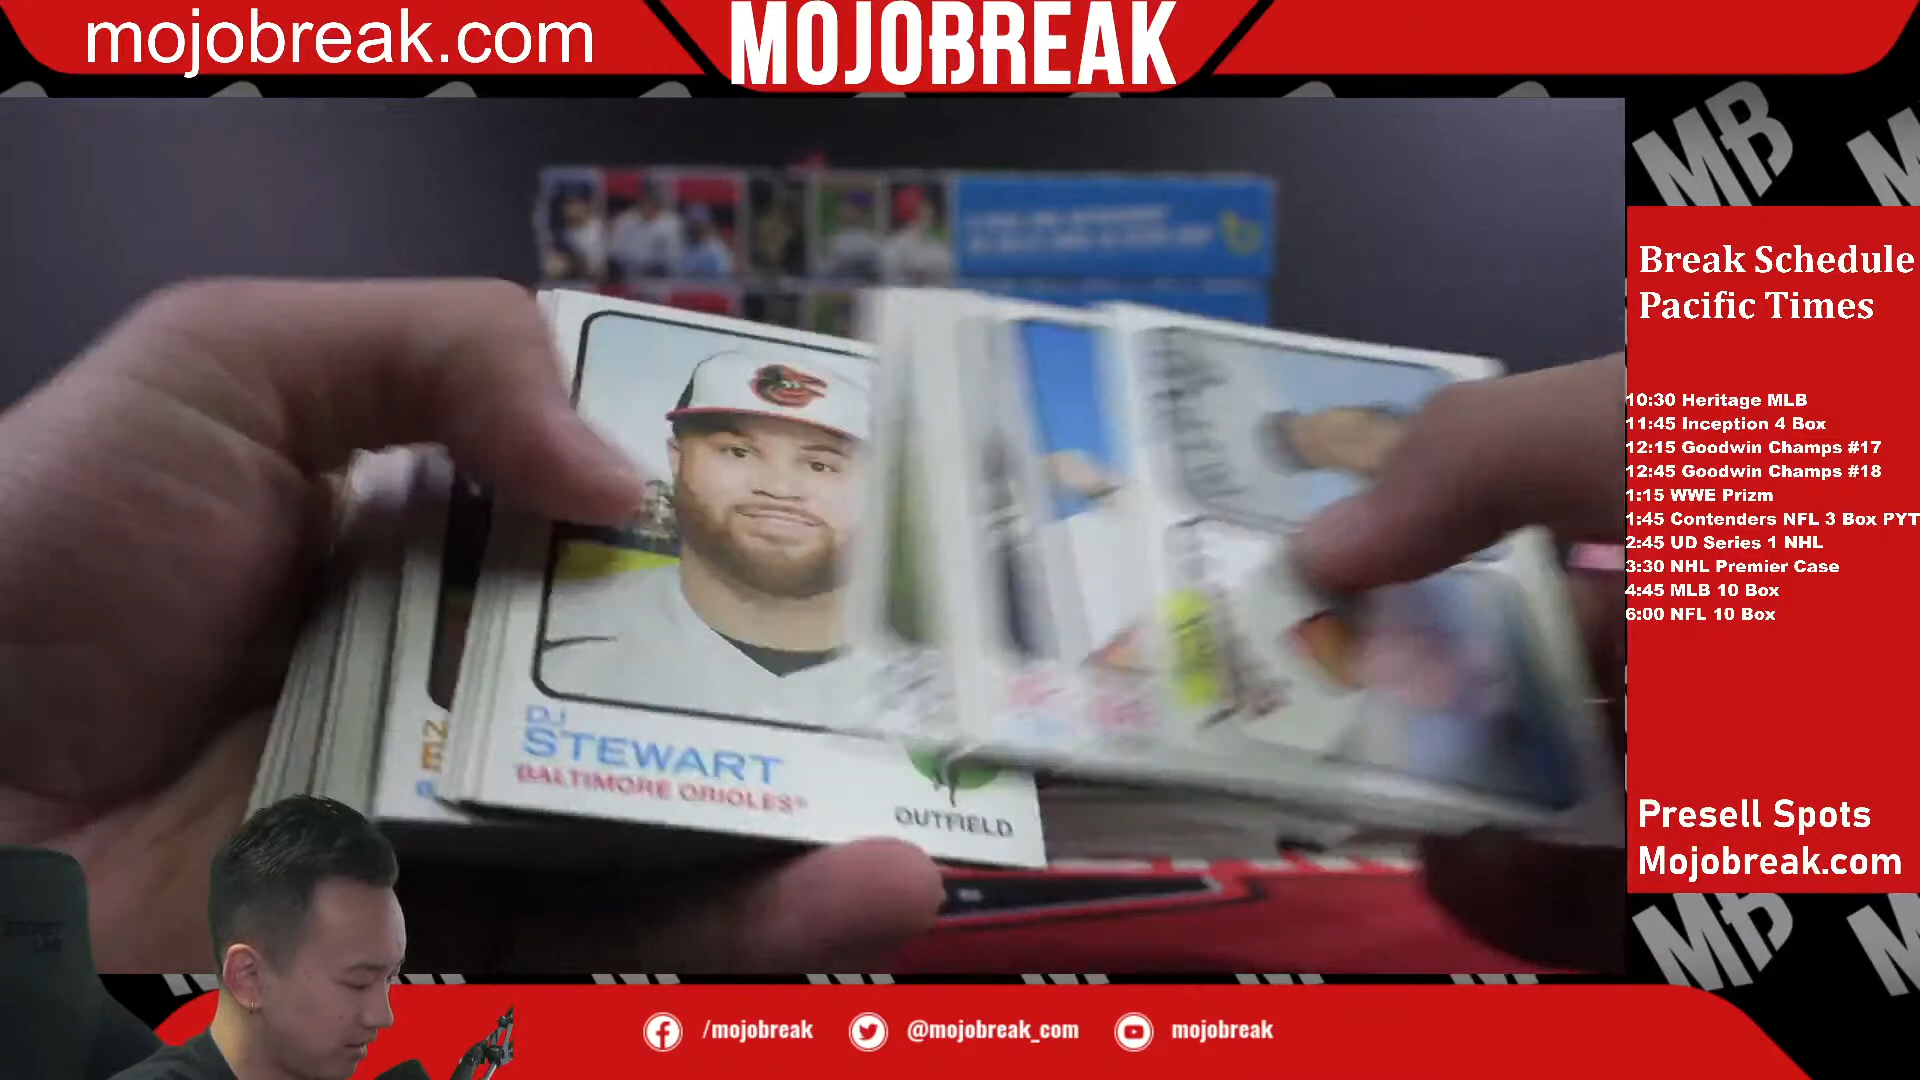 mojobreak.com
MOJOBREAK
MB
Break Schedule
Pacific Times
10:30 Heritage MLB
11:45 Inception 4 Box
12:15 Goodwin Champs #17
12:45 Goodwin Champs #18
1:15 WWE Prizm
1:45 Contenders NFL 3 Box PYT
2:45 UD Series 1 NHL
3:30 NHL Premier Case
4:45 MLB 10 Box
6:00 NFL 10 Box
DJ
STEWART
BALTIMORE ORIOLES®
OUTFIELD
Presell Spots
Mojobreak.com
MB
/mojobreak
@mojobreak_com
mojobreak